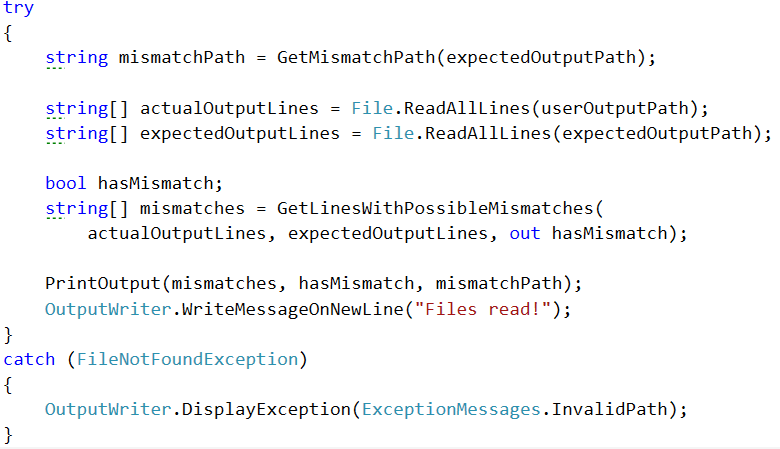 try
{
    string mismatchPath = GetMismatchPath(expectedOutputPath);

    string[] actualOutputLines = File.ReadAllLines(userOutputPath);
    string[] expectedOutputLines = File.ReadAllLines(expectedOutputPath);

    bool hasMismatch;
    string[] mismatches = GetLinesWithPossibleMismatches(
        actualOutputLines, expectedOutputLines, out hasMismatch);

    PrintOutput(mismatches, hasMismatch, mismatchPath);
    OutputWriter.WriteMessageOnNewLine("Files read!");
}
catch (FileNotFoundException)
{
    OutputWriter.DisplayException(ExceptionMessages.InvalidPath);
}